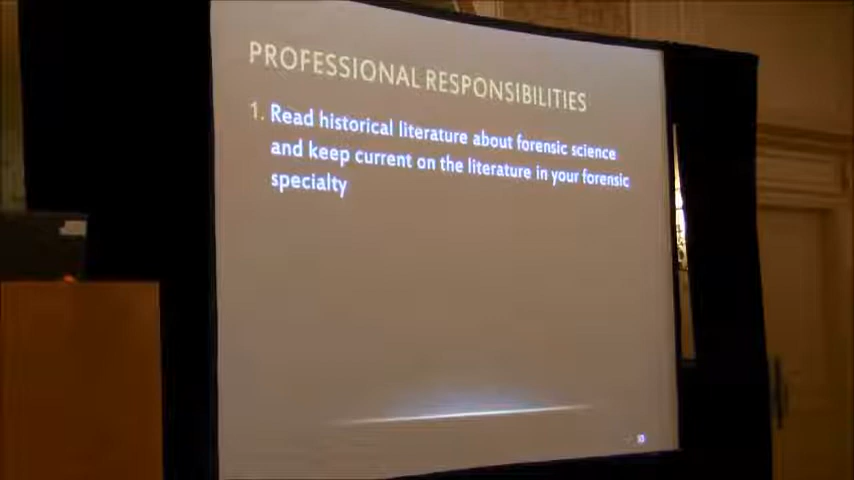 PROFESSIONAL RESPONSIBILITIES
1. Read historical literature about forensic science
and keep current on the literature in your forensic
specialty